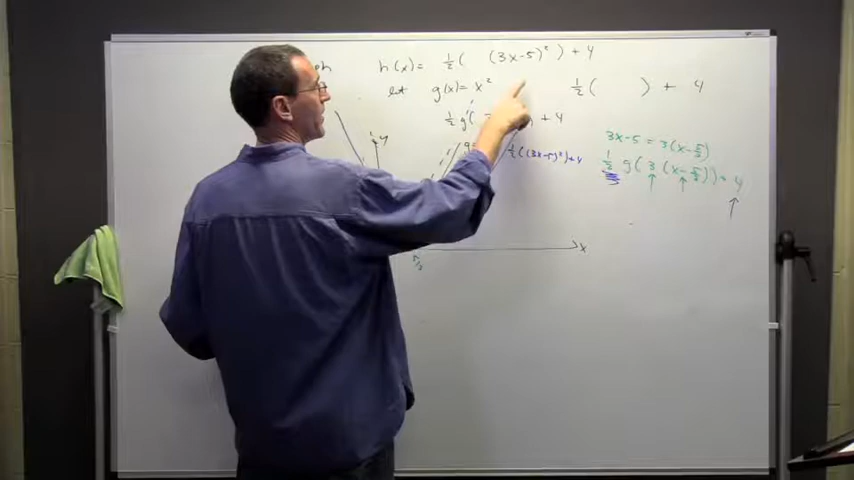 h(x) = 1/2( (3x-5)² ) + 4
let g(x) = x² 1/2( ) + 4
1/2 g( ) + 4
3x-5 = 3(x-5/3)
1/2((3x-5)²)+4
1/2 g(3(x-5/3))+4
y
x